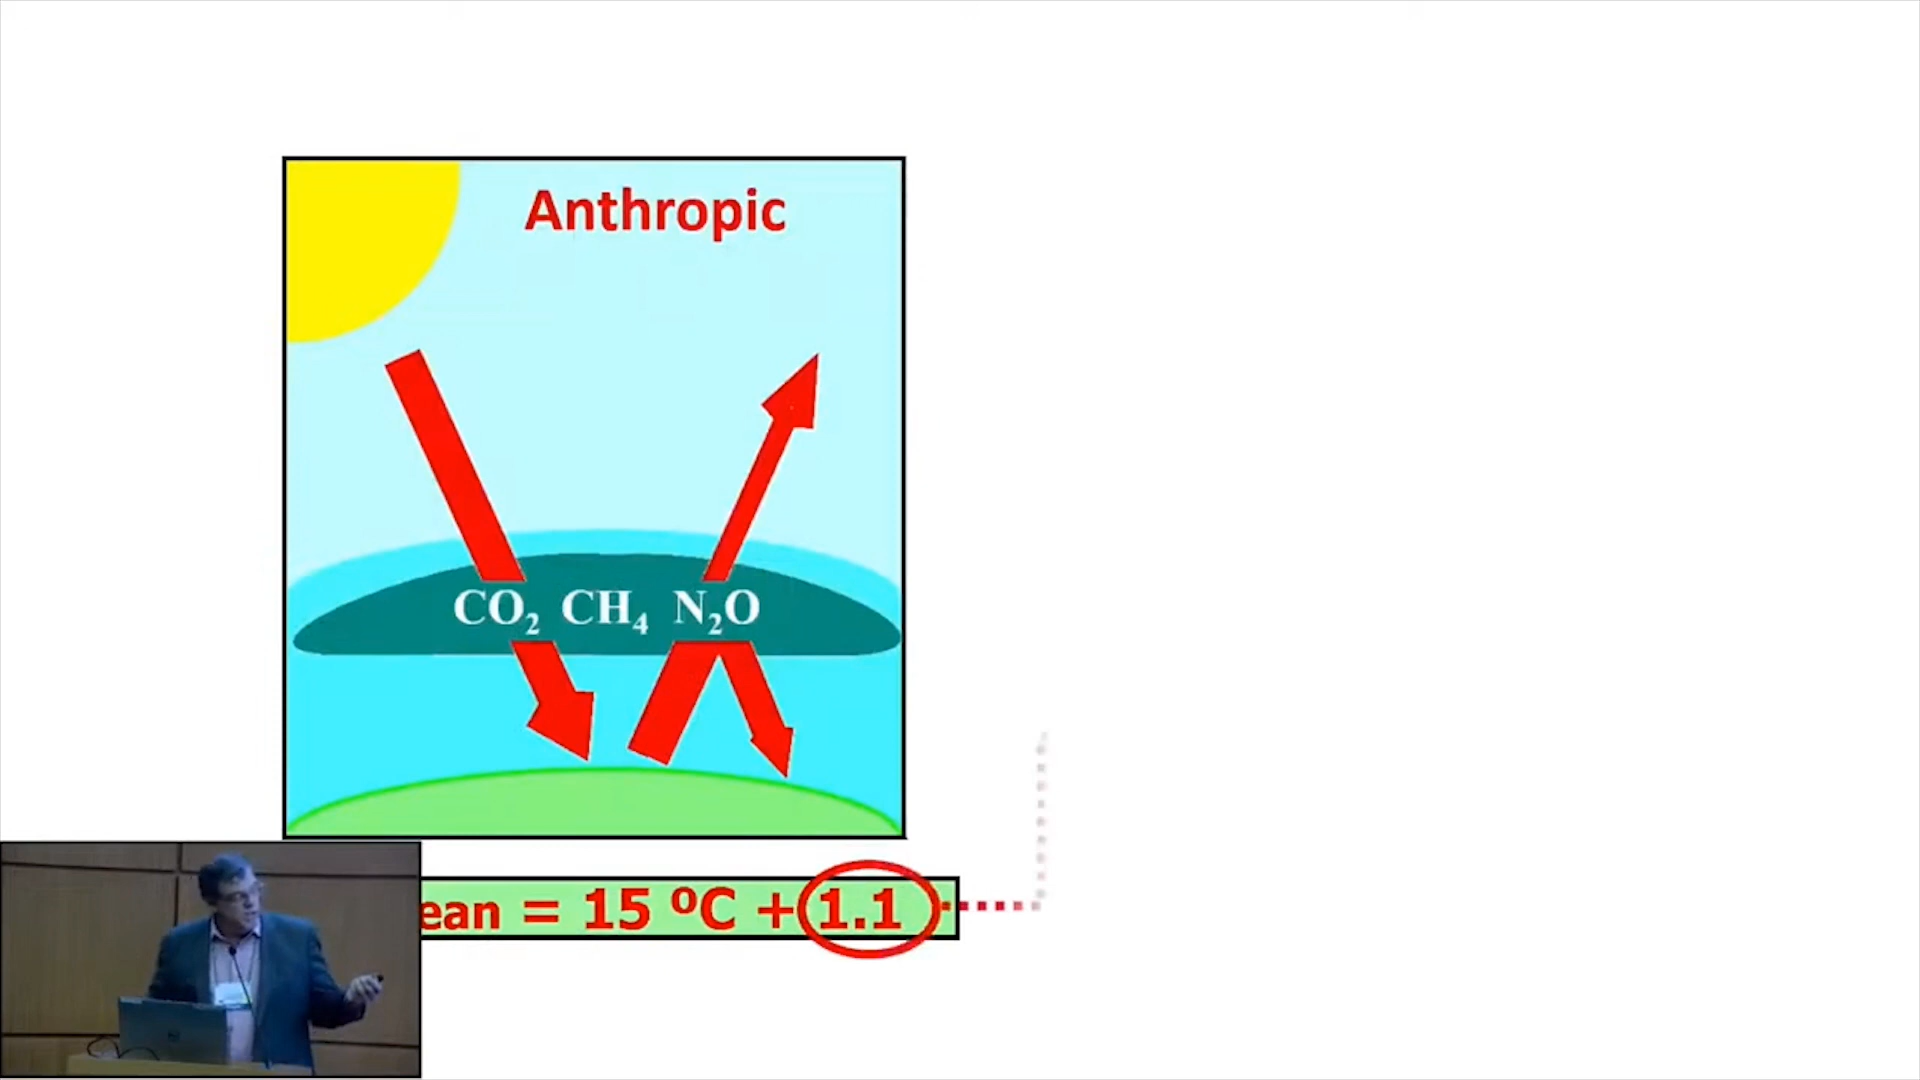 Anthropic
CO₂ CH₄ N₂O
ean = 15 ºC + 1.1